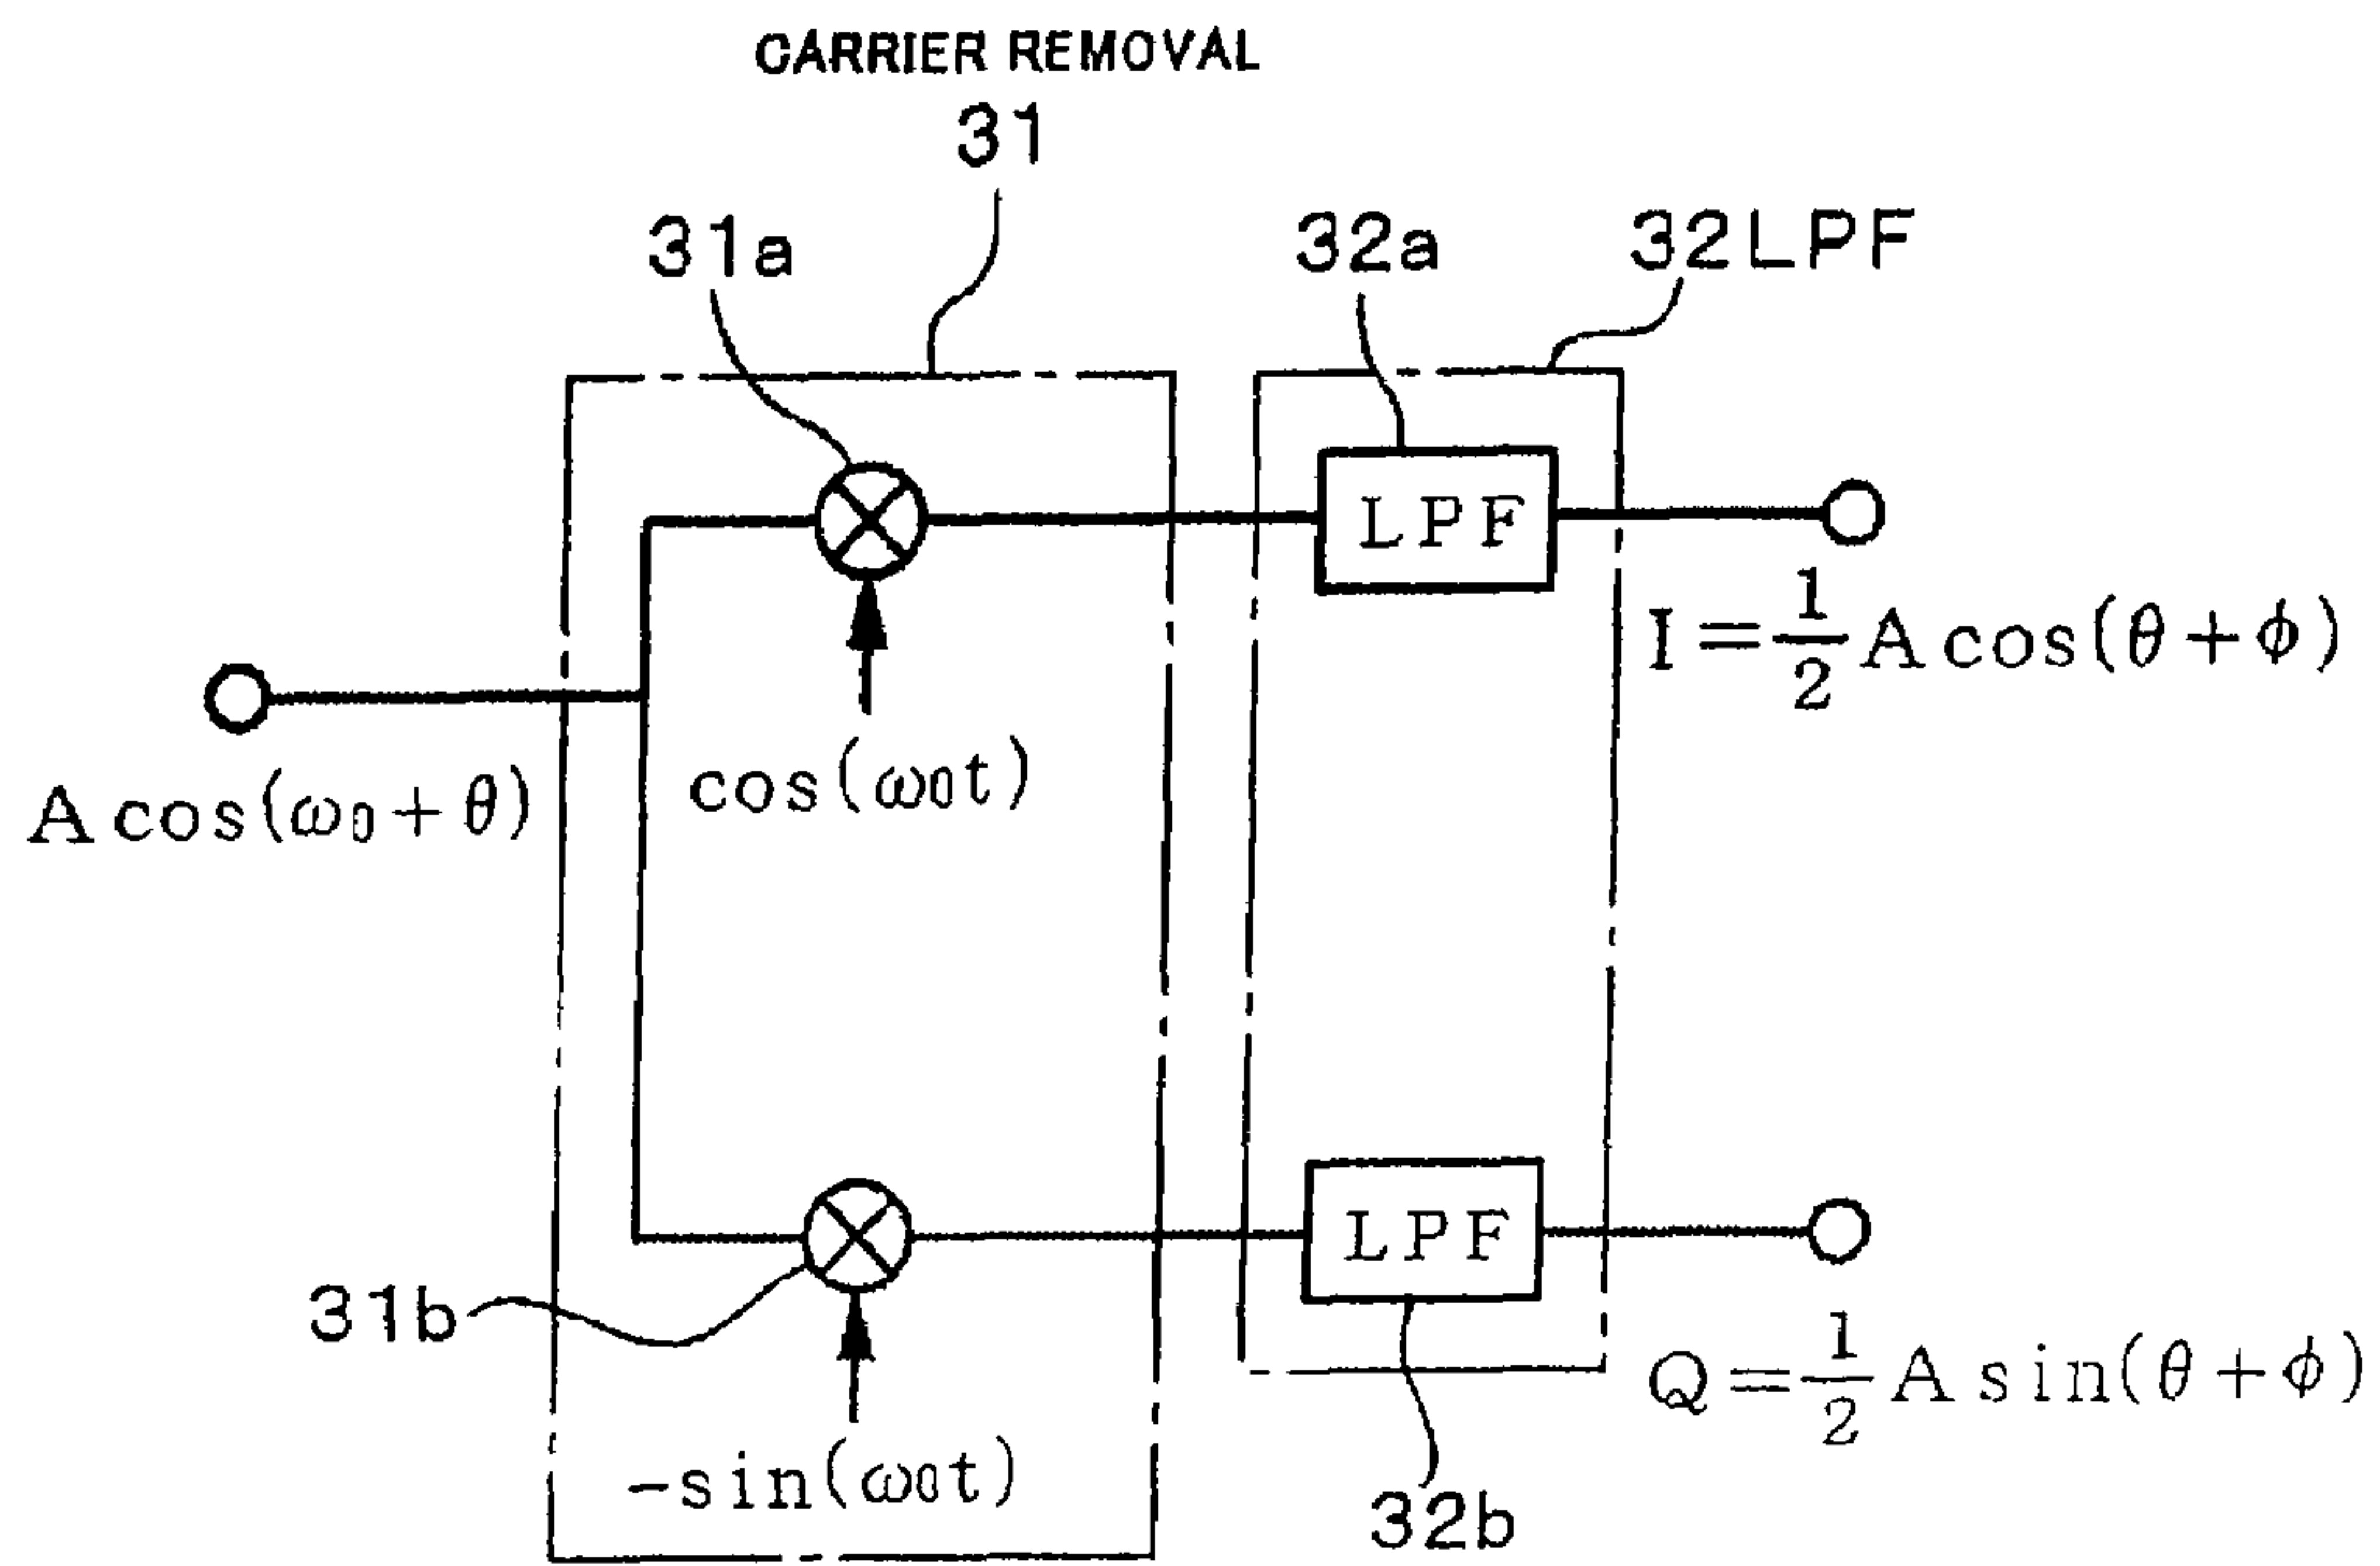 CARRIER REMOVAL
31
31a
32a
32LPF
LPF
I=1/2 A cos(θ+φ)
A cos(ω0+θ)
cos(ω0t)
31b
LPF
Q=1/2 A sin(θ+φ)
-sin(ω0t)
32b